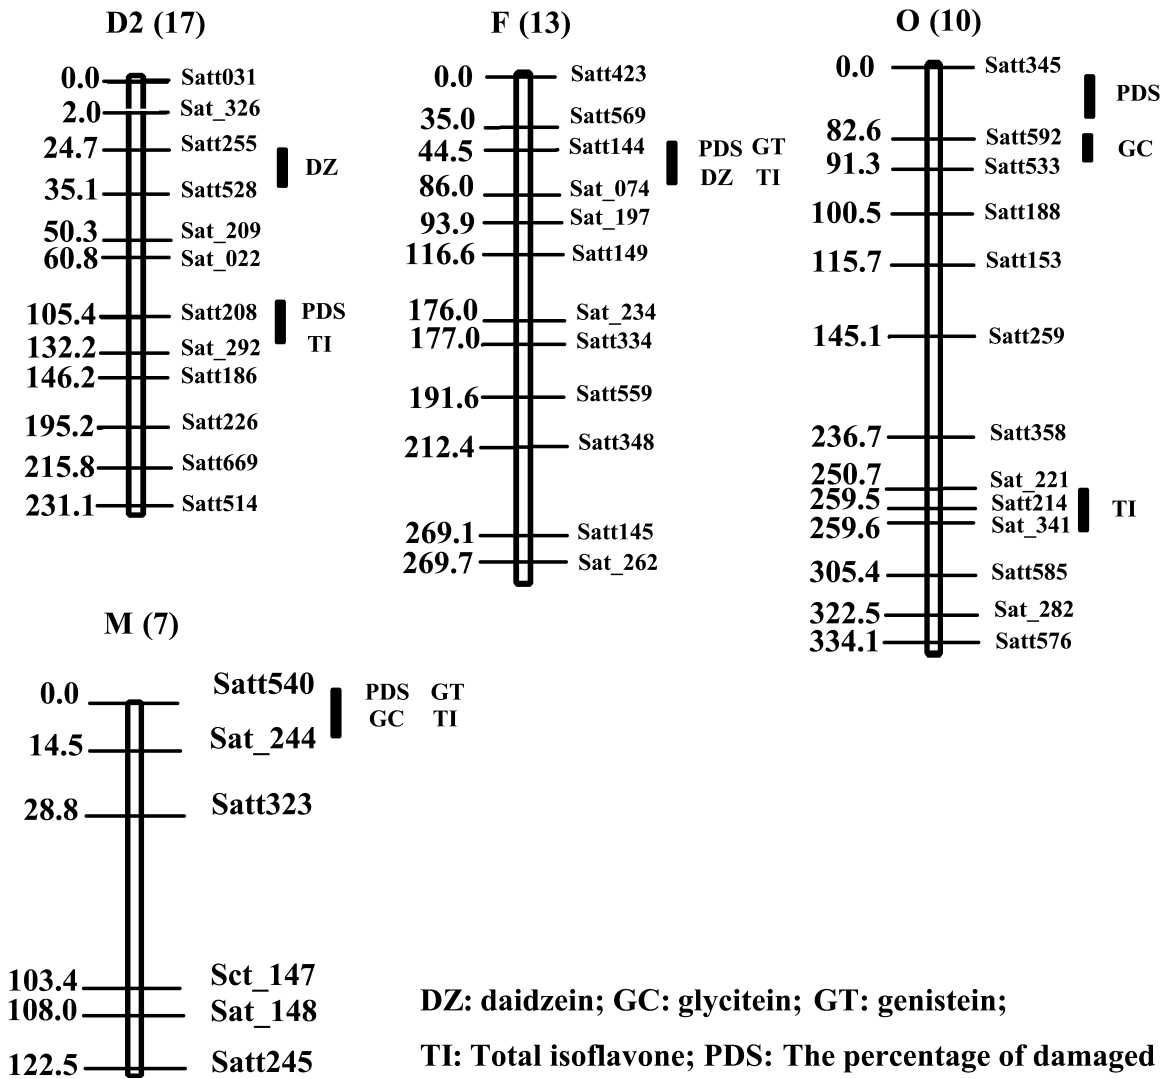 D2 (17)
0.0 Satt031
2.0 Sat_326
24.7 Satt255
DZ
35.1 Satt528
50.3 Sat_209
60.8 Sat_022
105.4 Satt208 PDS
132.2 Sat_292 TI
146.2 Satt186
195.2 Satt226
215.8 Satt669
231.1 Satt514
F (13)
0.0 Satt423
35.0 Satt569
44.5 Satt144 PDS GT
DZ TI
86.0 Sat_074
93.9 Sat_197
116.6 Satt149
176.0 Sat_234
177.0 Satt334
191.6 Satt559
212.4 Satt348
269.1 Satt145
269.7 Sat_262
O (10)
0.0 Satt345
PDS
82.6 Satt592
GC
91.3 Satt533
100.5 Satt188
115.7 Satt153
145.1 Satt259
236.7 Satt358
250.7 Sat_221
259.5 Satt214 TI
259.6 Sat_341
305.4 Satt585
322.5 Sat_282
334.1 Satt576
M (7)
0.0 Satt540 PDS GT
GC TI
14.5 Sat_244
28.8 Satt323
103.4 Sct_147
108.0 Sat_148
122.5 Satt245
DZ: daidzein; GC: glycitein; GT: genistein;
TI: Total isoflavone; PDS: The percentage of damaged